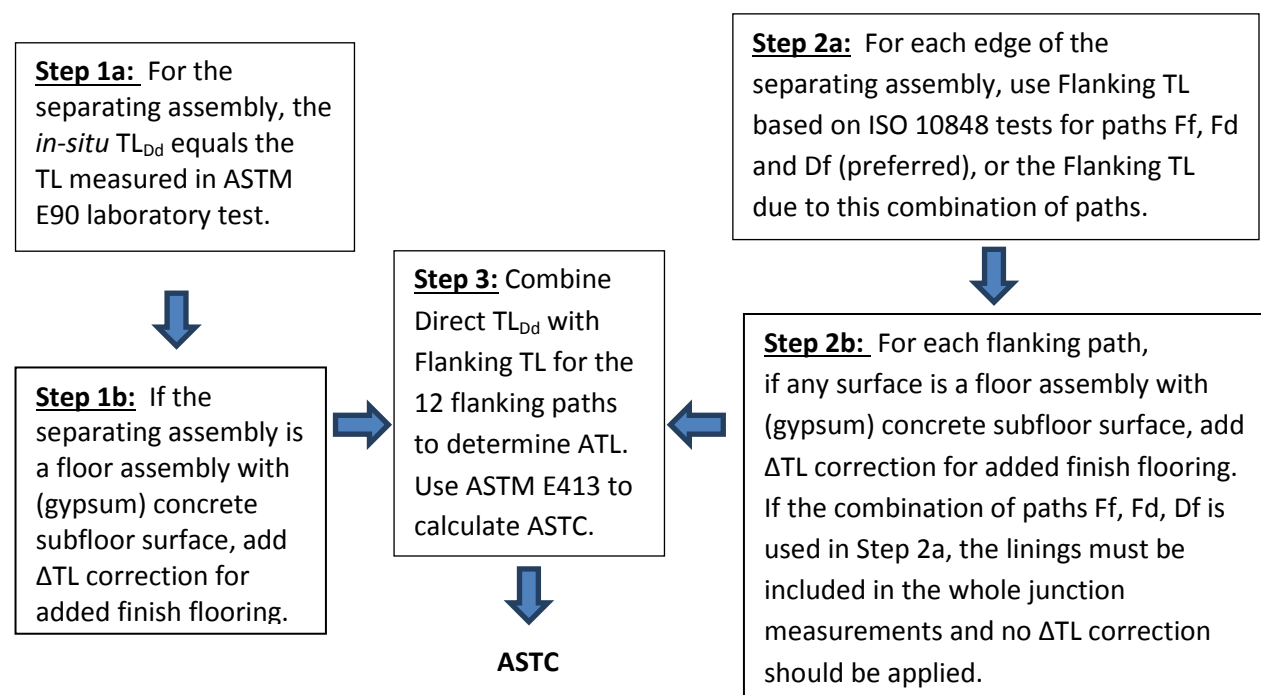 Step 1a: For the
separating assembly, the
in-situ TLDd equals the
TL measured in ASTM
E90 laboratory test.
Step 1b: If the
separating assembly is
a floor assembly with
(gypsum) concrete
subfloor surface, add
ΔTL correction for
added finish flooring.
Step 2a: For each edge of the
separating assembly, use Flanking TL
based on ISO 10848 tests for paths Ff, Fd
and Df (preferred), or the Flanking TL
due to this combination of paths.
Step 2b: For each flanking path,
if any surface is a floor assembly with
(gypsum) concrete subfloor surface, add
ΔTL correction for added finish flooring.
If the combination of paths Ff, Fd, Df is
used in Step 2a, the linings must be
included in the whole junction
measurements and no ΔTL correction
should be applied.
Step 3: Combine
Direct TLDd with
Flanking TL for the
12 flanking paths
to determine ATL.
Use ASTM E413 to
calculate ASTC.
ASTC